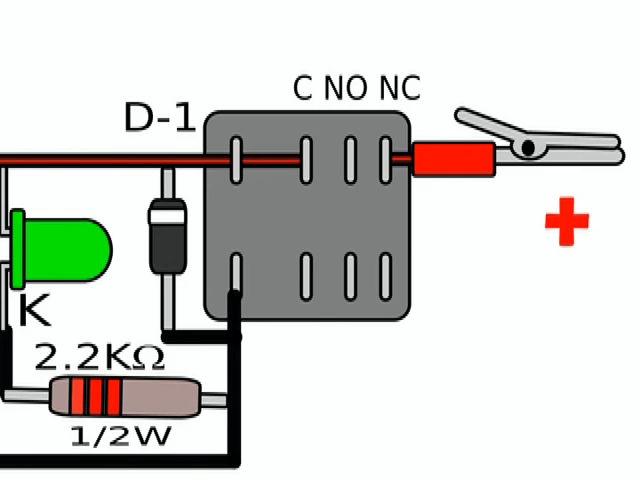 C NO NC
D-1
+
K
2.2KΩ
1/2W